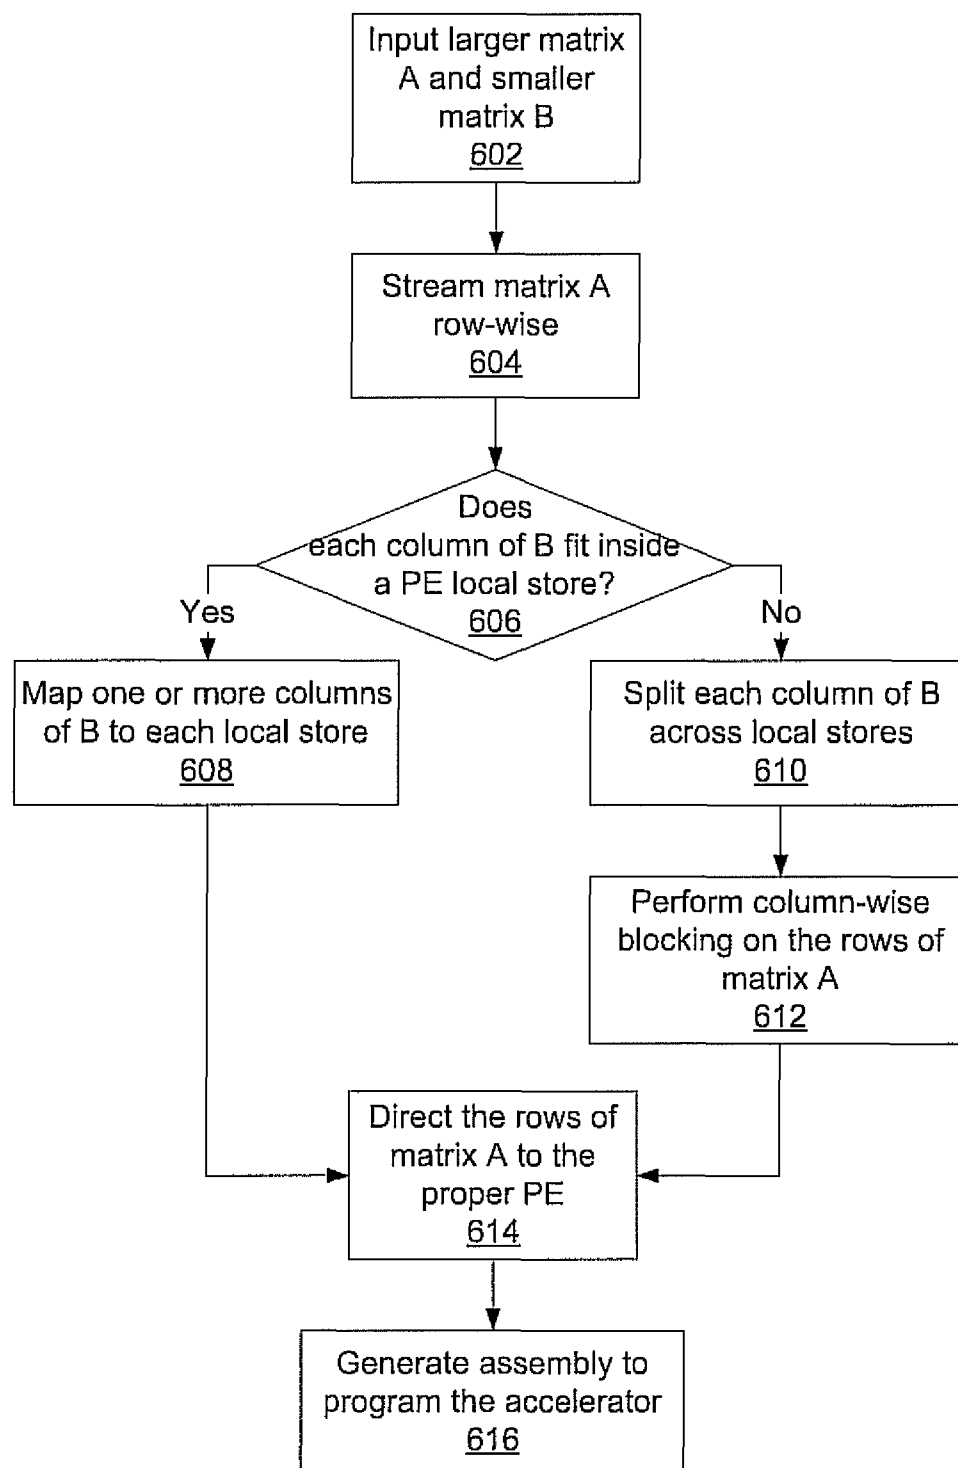 Input larger matrix
A and smaller
matrix B
602
Stream matrix A
row-wise
604
Does
each column of B fit inside
a PE local store?
606
Yes
No
Map one or more columns
of B to each local store
608
Split each column of B
across local stores
610
Perform column-wise
blocking on the rows of
matrix A
612
Direct the rows of
matrix A to the
proper PE
614
Generate assembly to
program the accelerator
616